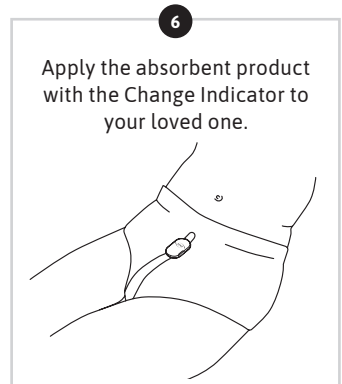 6
Apply the absorbent product
with the Change Indicator to
your loved one.